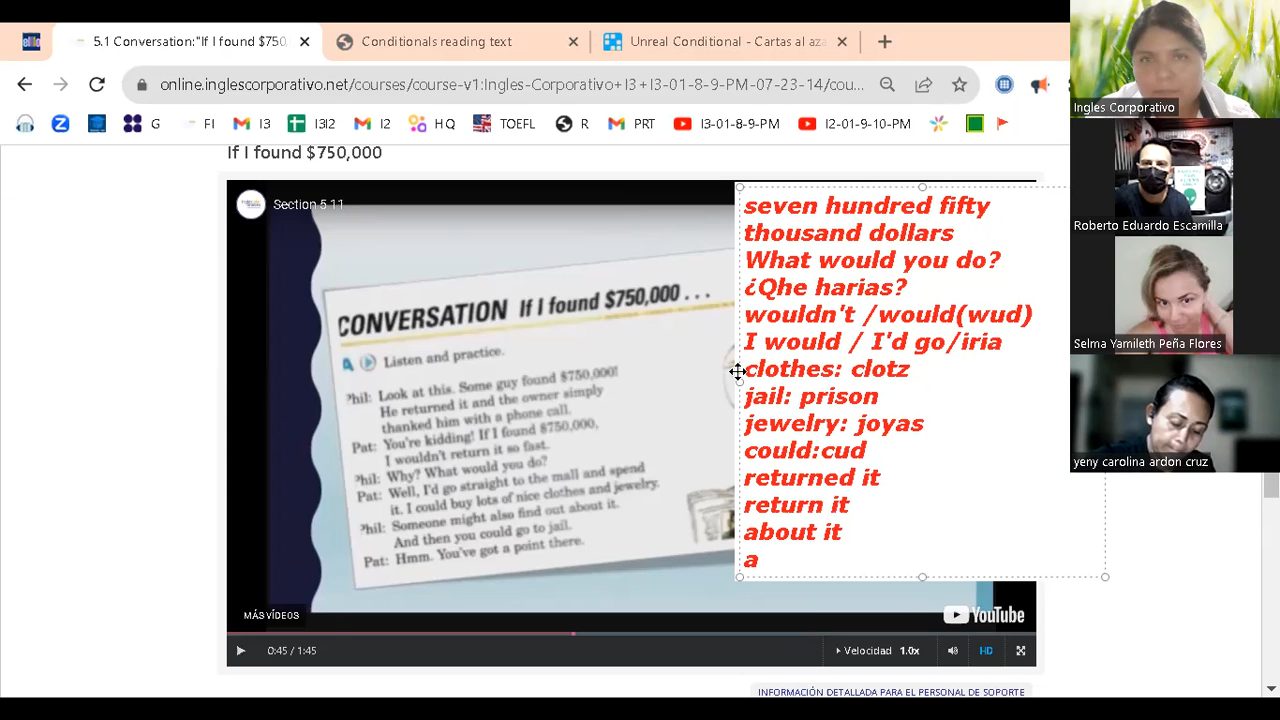 5.1 Conversation:"If I found $750,
Conditionals reading text
Unreal Conditional - Cartas al aza
online.inglescorporativo.net/courses/course-v1:Ingles-Corporativo+I3+I3-01-8-9-PM-07-23-14/cou...
G
FI
I3
I3I2
I2
HQ
TOEFL
R
PRT
I3-01-8-9-PM
I2-01-9-10-PM
If I found $750,000
Section 5 11
CONVERSATION If I found $750,000 . . .
A Listen and practice.
Phil: Look at this. Some guy found $750,000!
He returned it and the owner simply
thanked him with a phone call.
Pat: You're kidding! If I found $750,000,
I wouldn't return it so fast.
Phil: Why? What would you do?
Pat: Well, I'd go straight to the mall and spend
it. I could buy lots of nice clothes and jewelry.
Phil: Someone might also find out about it.
And then you could go to jail.
Pat: Hmm. You've got a point there.
seven hundred fifty
thousand dollars
What would you do?
¿Qhe harias?
wouldn't /would(wud)
I would / I'd go/iria
clothes: clotz
jail: prison
jewelry: joyas
could:cud
returned it
return it
about it
a
MÁS VÍDEOS
YouTube
0:45 / 1:45
Velocidad 1.0x
HD
INFORMACIÓN DETALLADA PARA EL PERSONAL DE SOPORTE
Ingles Corporativo
Roberto Eduardo Escamilla
Selma Yamileth Peña Flores
yeny carolina ardon cruz